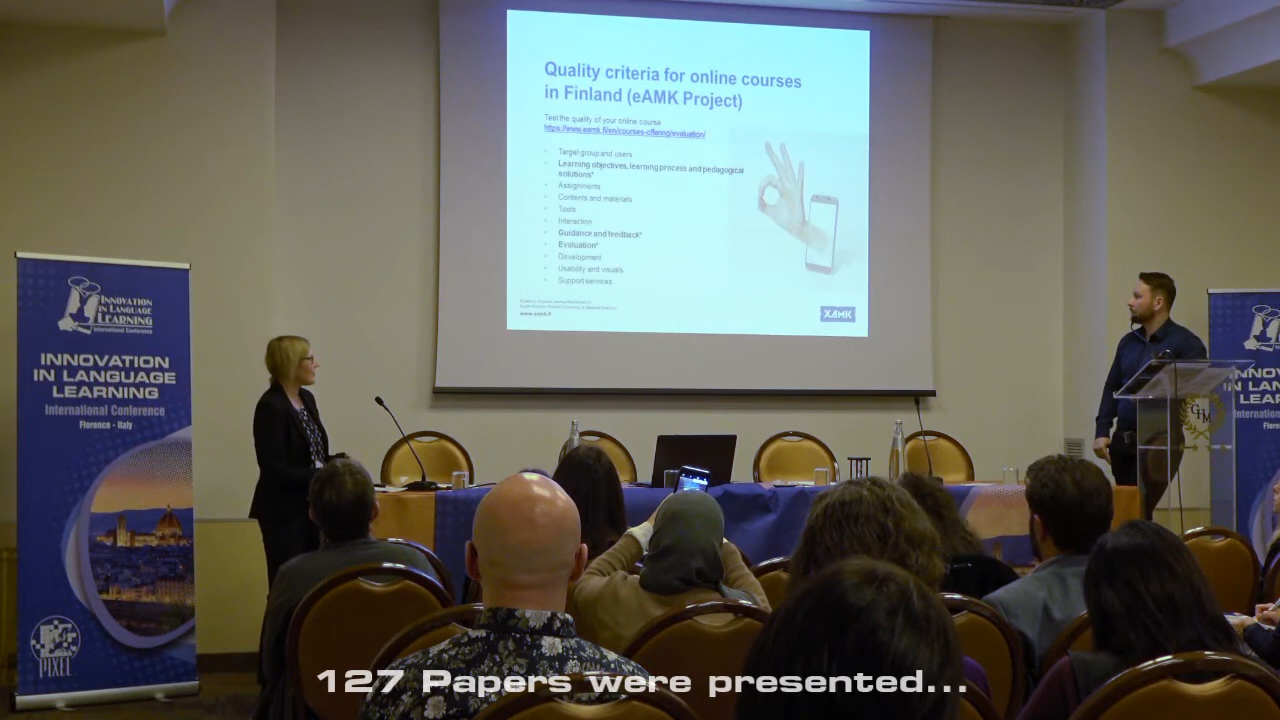 Quality criteria for online courses
in Finland (eAMK Project)
Test the quality of your online course
https://www.eamk.fi/en/courses-offering/evaluation/
Target group and users
Learning objectives, learning process and pedagogical
solutions*
Assignments
Contents and materials
Tools
Interaction
Guidance and feedback*
Evaluation*
Development
Usability and visuals
Support services
www.xamk.fi
XAMK
INNOVATION
IN LANGUAGE
LEARNING
International Conference
INNOVATION
IN LANGUAGE
LEARNING
International Conference
Florence - Italy
PIXEL
GHM
127 Papers were presented...